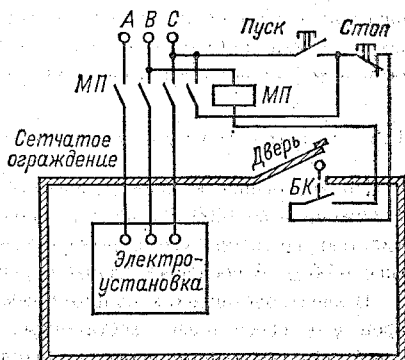 А В С
Пуск Стоп
МП МП
Сетчатое
ограждение
Дверь
БК
Электро-
установка